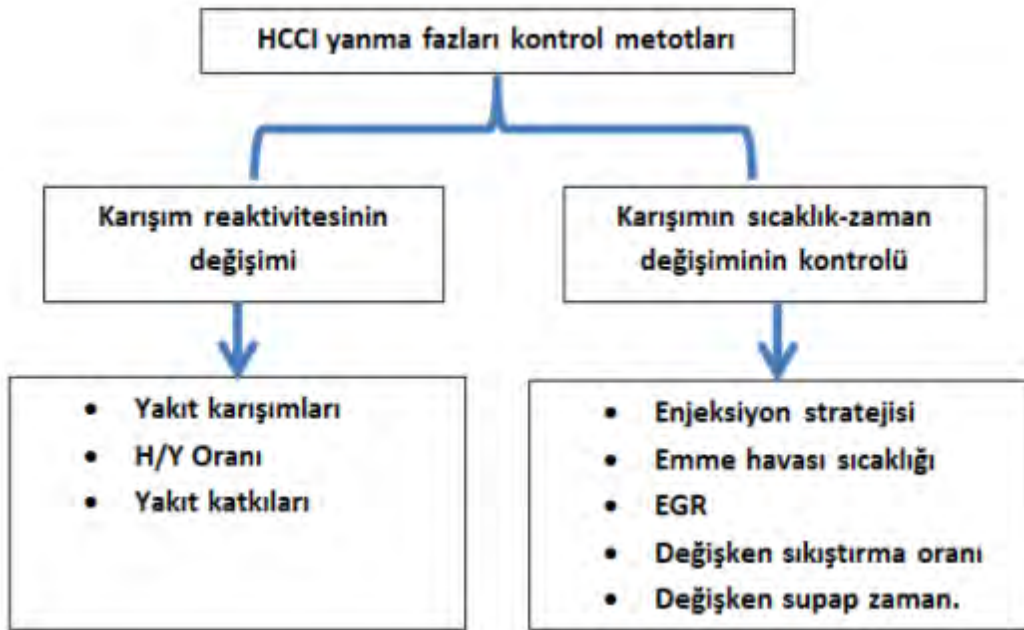 HCCI yanma fazları kontrol metotları
Karışım reaktivitesinin
değişimi
Karışımın sıcaklık-zaman
değişiminin kontrolü
• Yakıt karışımları
• H/Y Oranı
• Yakıt katkıları
• Enjeksiyon stratejisi
• Emme havası sıcaklığı
• EGR
• Değişken sıkıştırma oranı
• Değişken supap zaman.